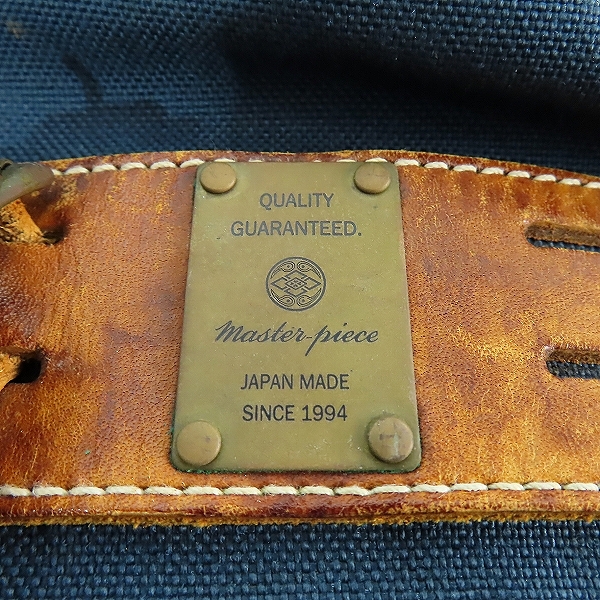 QUALITY
GUARANTEED.
Master-piece
JAPAN MADE
SINCE 1994